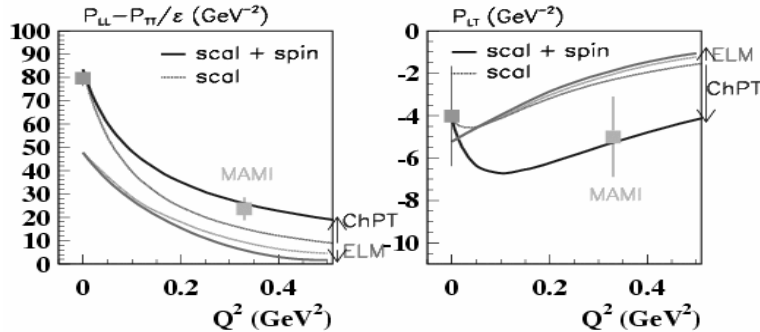 P_LL–P_TT/ε (GeV⁻²)
100
90
80
70
60
50
40
30
20
10
0
scal + spin
scal
MAMI
ChPT
ELM
0
0.2
0.4
Q² (GeV²)
P_LT (GeV⁻²)
-2
-4
-6
-8
-10
scal + spin
scal
ELM
ChPT
MAMI
0
0.2
0.4
Q² (GeV²)